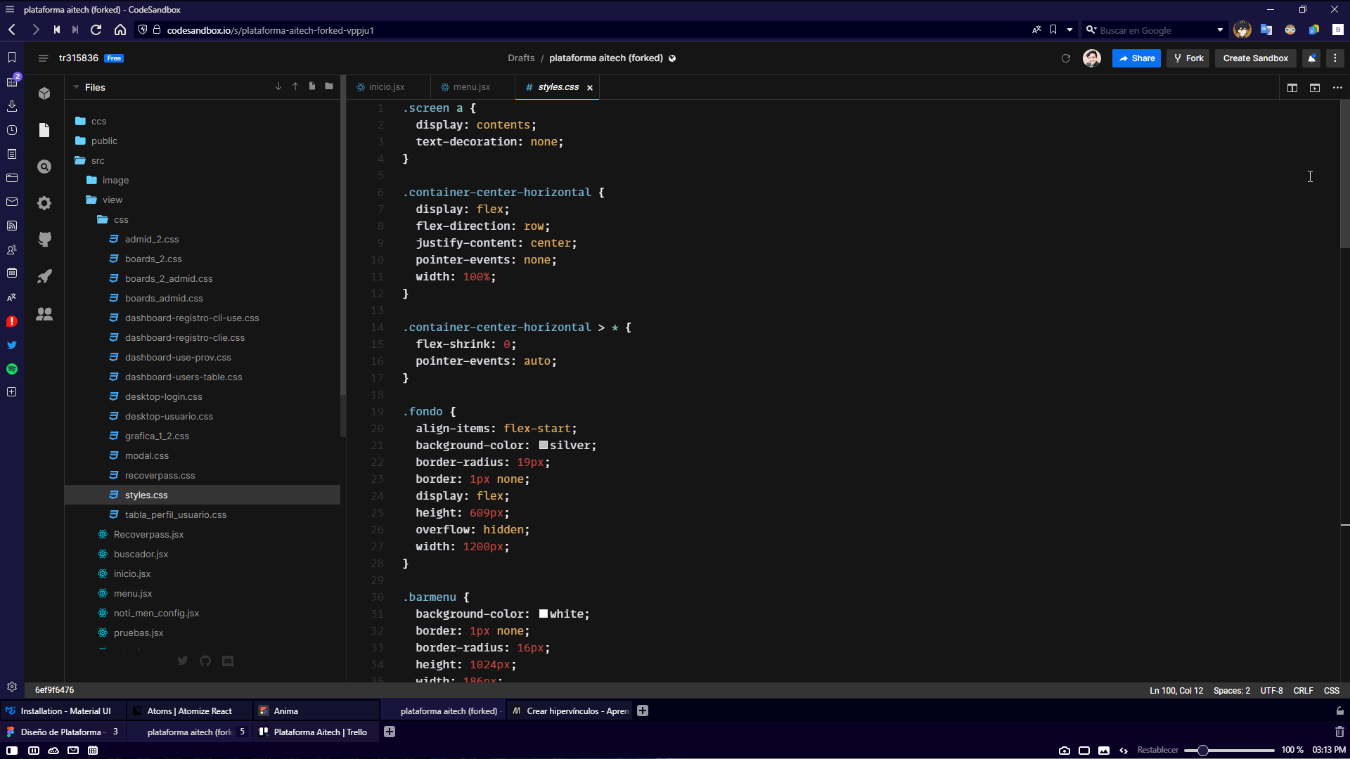 plataforma aitech (forked) - CodeSandbox
codesandbox.io/s/plataforma-aitech-forked-vppju1
Buscar en Google
tr315836 Free
Drafts / plataforma aitech (forked)
Share
Fork
Create Sandbox
2
Files
ccs
public
src
image
view
css
admid_2.css
boards_2.css
boards_2_admid.css
boards_admid.css
dashboard-registro-cli-use.css
dashboard-registro-clie.css
dashboard-use-prov.css
dashboard-users-table.css
desktop-login.css
desktop-usuario.css
grafica_1_2.css
modal.css
recoverpass.css
styles.css
tabla_perfil_usuario.css
Recoverpass.jsx
buscador.jsx
inicio.jsx
menu.jsx
noti_men_config.jsx
pruebas.jsx
inicio.jsx
menu.jsx
# styles.css
1 .screen a {
2 display: contents;
3 text-decoration: none;
4 }
5
6 .container-center-horizontal {
7 display: flex;
8 flex-direction: row;
9 justify-content: center;
10 pointer-events: none;
11 width: 100%;
12 }
13
14 .container-center-horizontal > * {
15 flex-shrink: 0;
16 pointer-events: auto;
17 }
18
19 .fondo {
20 align-items: flex-start;
21 background-color: silver;
22 border-radius: 19px;
23 border: 1px none;
24 display: flex;
25 height: 609px;
26 overflow: hidden;
27 width: 1200px;
28 }
29
30 .barmenu {
31 background-color: white;
32 border: 1px none;
33 border-radius: 16px;
34 height: 1024px;
35 width: 186px;
6ef9f6476
Ln 100, Col 12 Spaces: 2 UTF-8 CRLF CSS
Installation - Material UI
Atoms | Atomize React
Anima
plataforma aitech (forked) -
Crear hipervínculos - Apren
Diseño de Plataforma - 3
plataforma aitech (fork 5
Plataforma Aitech | Trello
Restablecer 100 % 03:13 PM